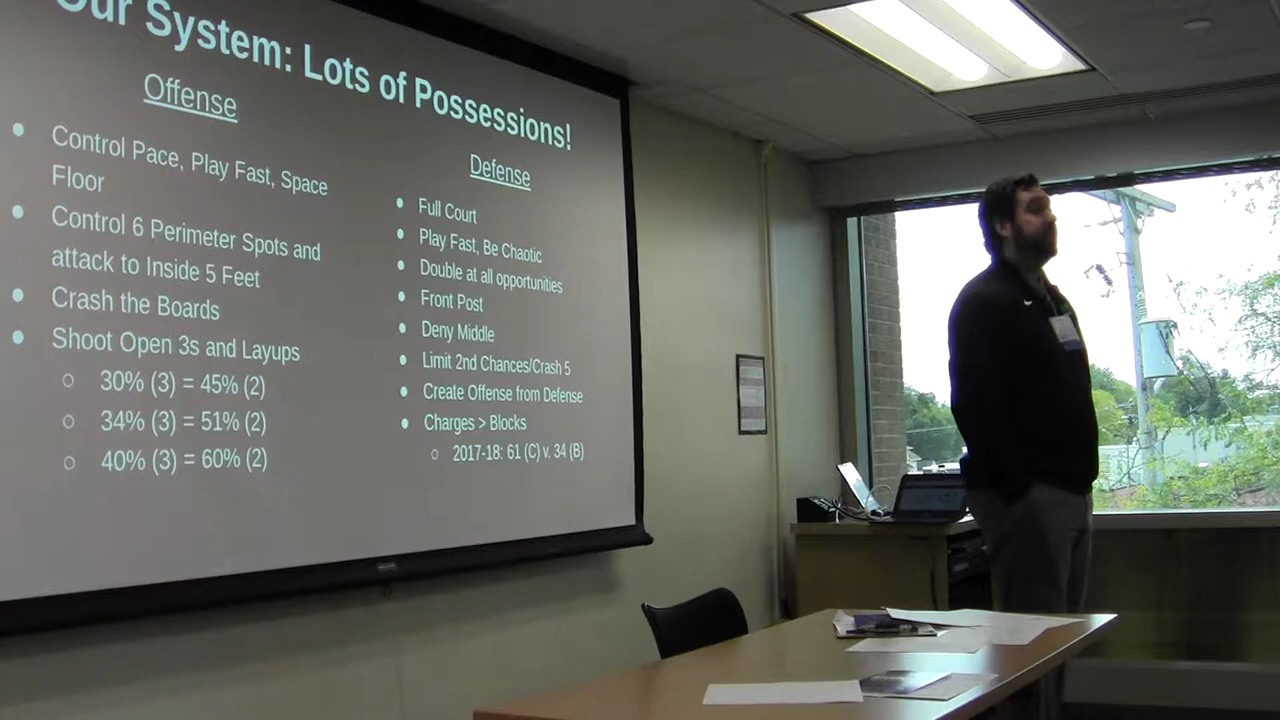 Our System: Lots of Possessions!
Offense
Control Pace, Play Fast, Space
Floor
Control 6 Perimeter Spots and
attack to Inside 5 Feet
Crash the Boards
Shoot Open 3s and Layups
30% (3) = 45% (2)
34% (3) = 51% (2)
40% (3) = 60% (2)
Defense
Full Court
Play Fast, Be Chaotic
Double at all opportunities
Front Post
Deny Middle
Limit 2nd Chances/Crash 5
Create Offense from Defense
Charges > Blocks
2017-18: 61 (C) v. 34 (B)